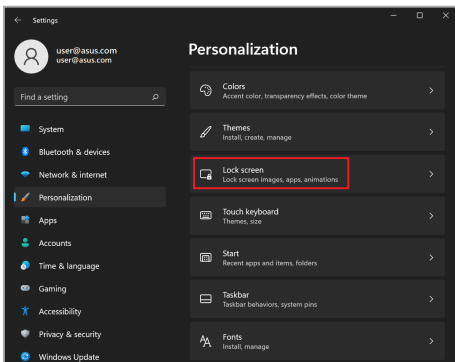 Settings
user@asus.com
user@asus.com
Find a setting
System
Bluetooth & devices
Network & internet
Personalization
Apps
Accounts
Time & language
Gaming
Accessibility
Privacy & security
Windows Update
Personalization
Colors
Accent color, transparency effects, color theme
Themes
Install, create, manage
Lock screen
Lock screen images, apps, animations
Touch keyboard
Themes, size
Start
Recent apps and items, folders
Taskbar
Taskbar behaviors, system pins
Fonts
Install, manage